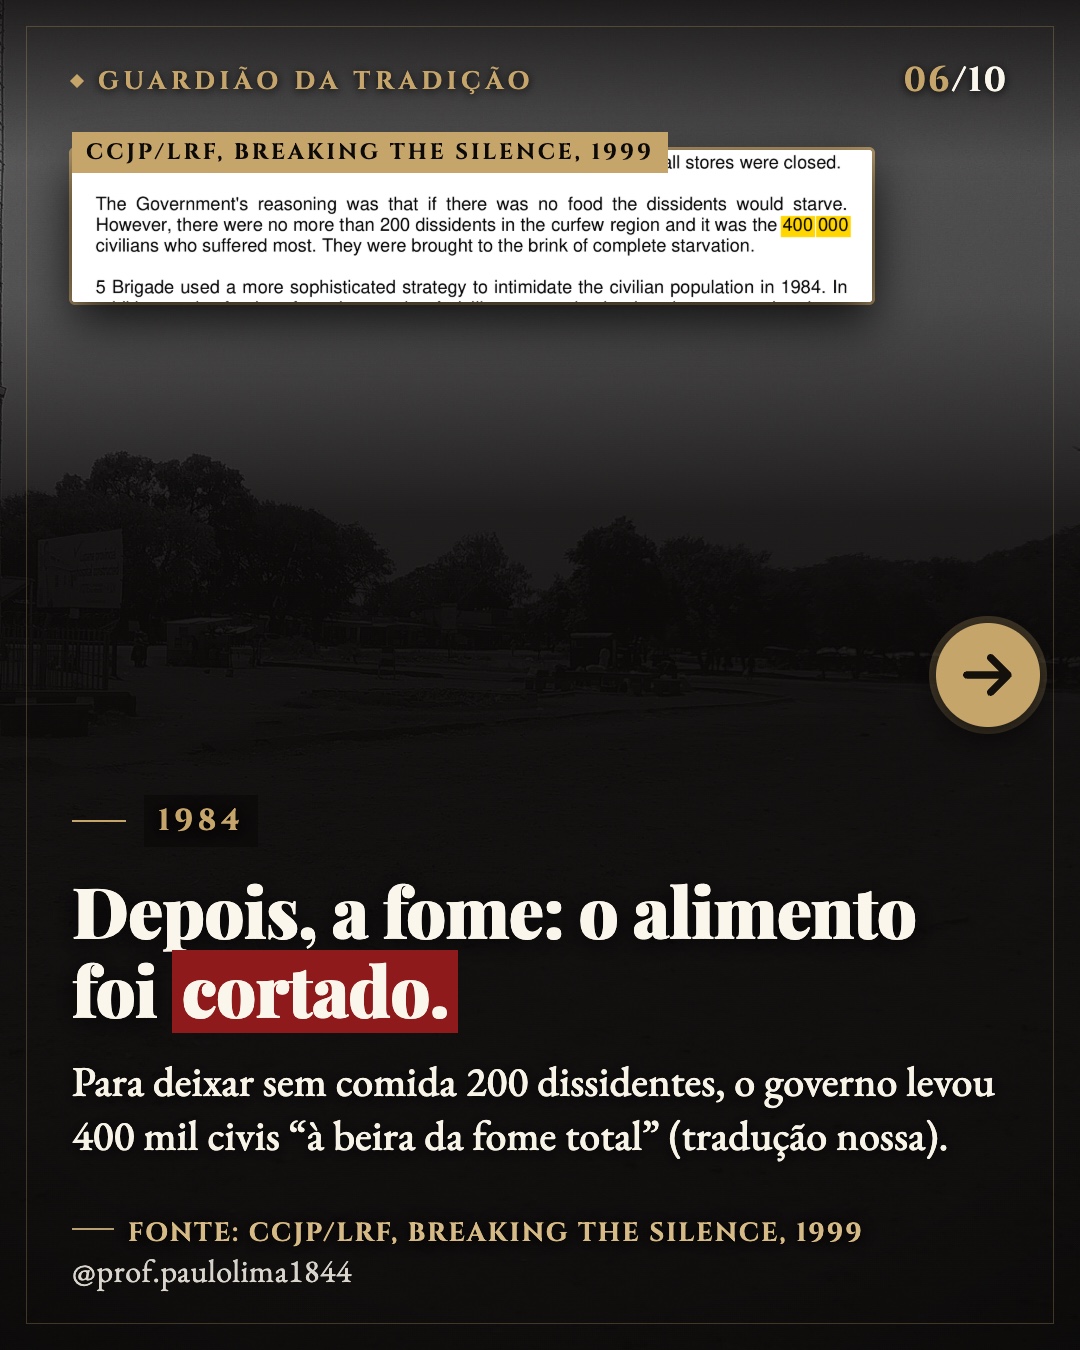 GUARDIÃO DA TRADIÇÃO
06/10
CCJP/LRF, BREAKING THE SILENCE, 1999
all stores were closed.
The Government's reasoning was that if there was no food the dissidents would starve.
However, there were no more than 200 dissidents in the curfew region and it was the 400 000
civilians who suffered most. They were brought to the brink of complete starvation.
5 Brigade used a more sophisticated strategy to intimidate the civilian population in 1984. In
1984
Depois, a fome: o alimento
foi cortado.
Para deixar sem comida 200 dissidentes, o governo levou
400 mil civis “à beira da fome total” (tradução nossa).
FONTE: CCJP/LRF, BREAKING THE SILENCE, 1999
@prof.paulolima1844